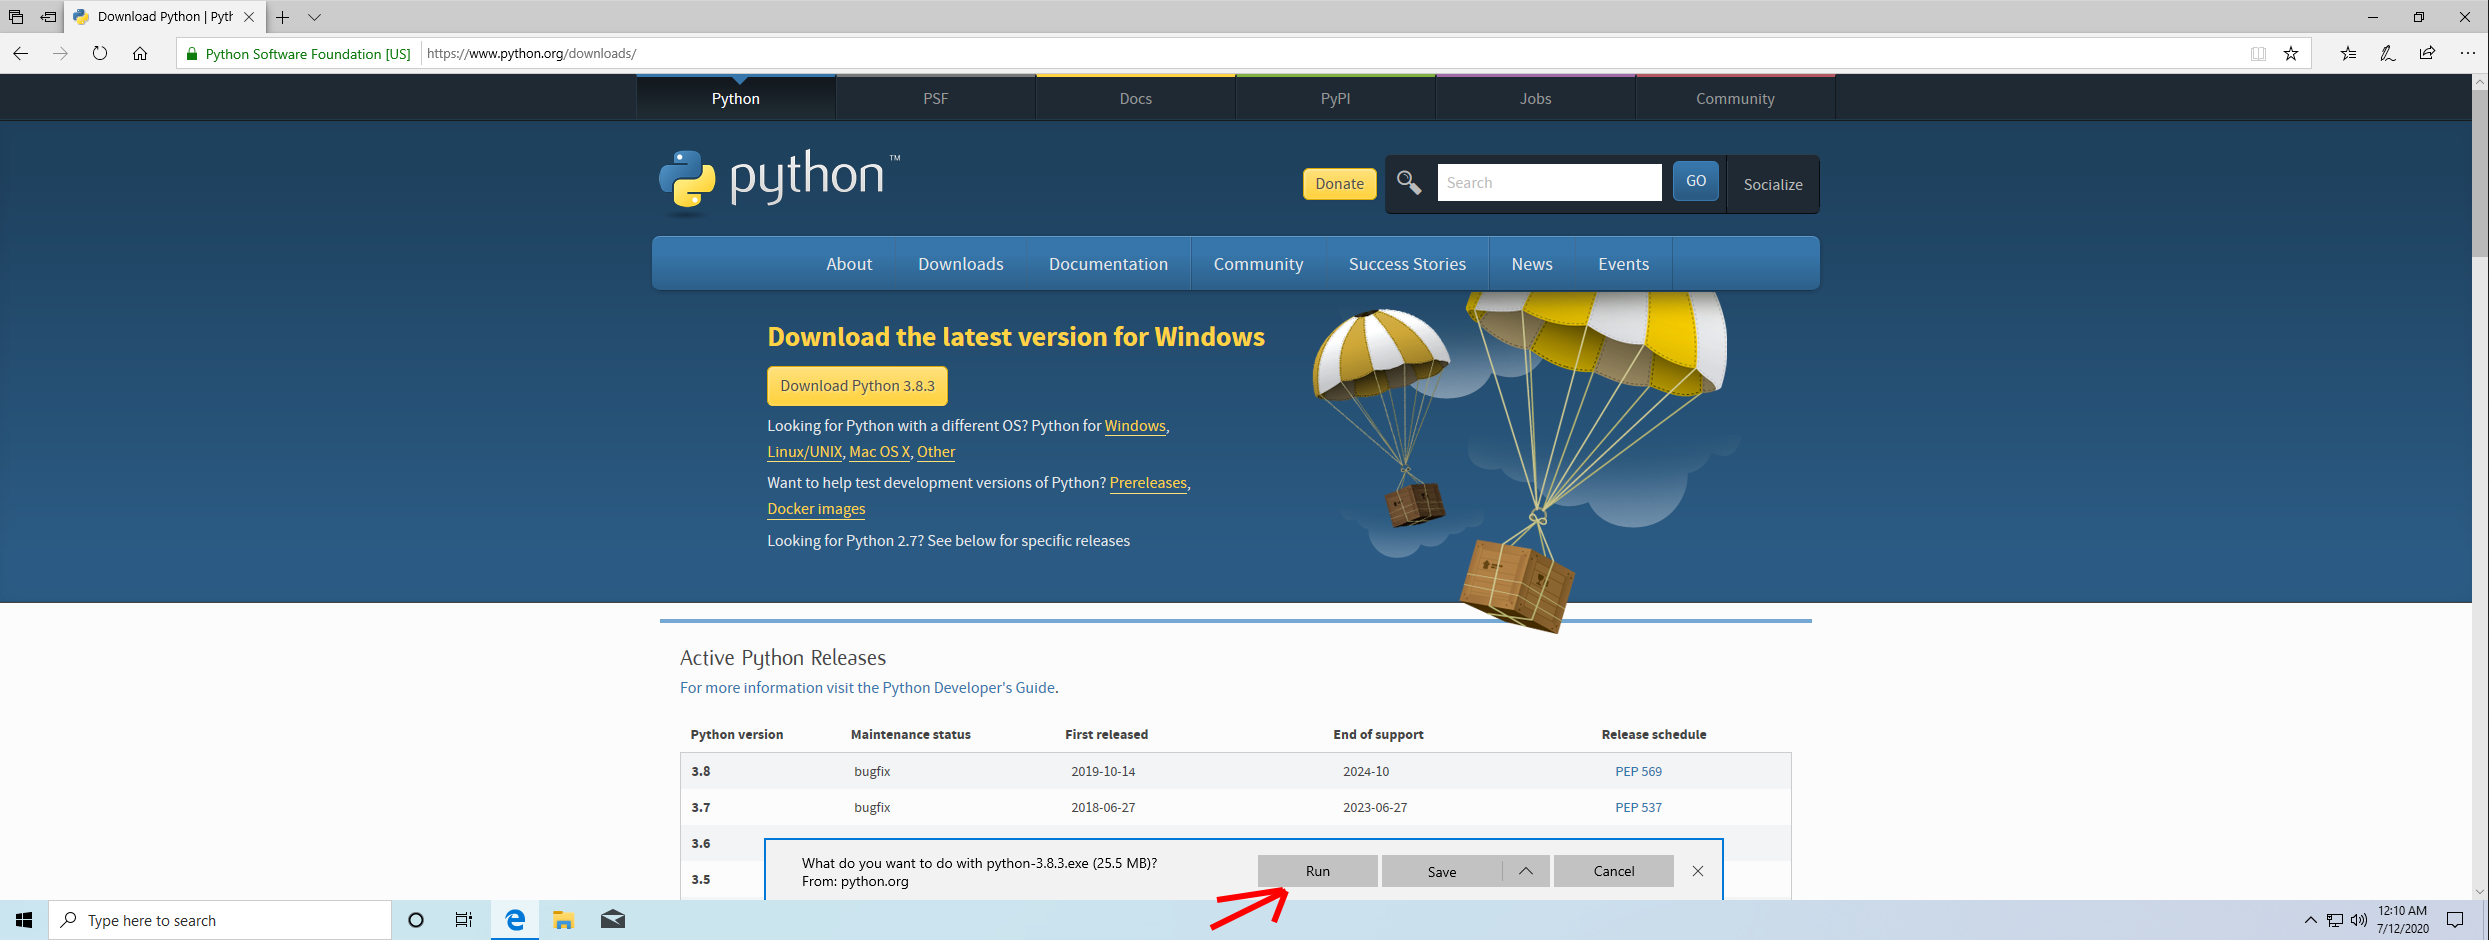 Download Python | Pyth
Python Software Foundation [US] https://www.python.org/downloads/
Python PSF Docs PyPI Jobs Community
python™
Donate Search GO Socialize
About Downloads Documentation Community Success Stories News Events
Download the latest version for Windows
Download Python 3.8.3
Looking for Python with a different OS? Python for Windows,
Linux/UNIX, Mac OS X, Other
Want to help test development versions of Python? Prereleases,
Docker images
Looking for Python 2.7? See below for specific releases
Active Python Releases
For more information visit the Python Developer's Guide.
Python version Maintenance status First released End of support Release schedule
3.8 bugfix 2019-10-14 2024-10 PEP 569
3.7 bugfix 2018-06-27 2023-06-27 PEP 537
3.6
What do you want to do with python-3.8.3.exe (25.5 MB)?
From: python.org
Run Save Cancel
3.5
Type here to search
12:10 AM
7/12/2020